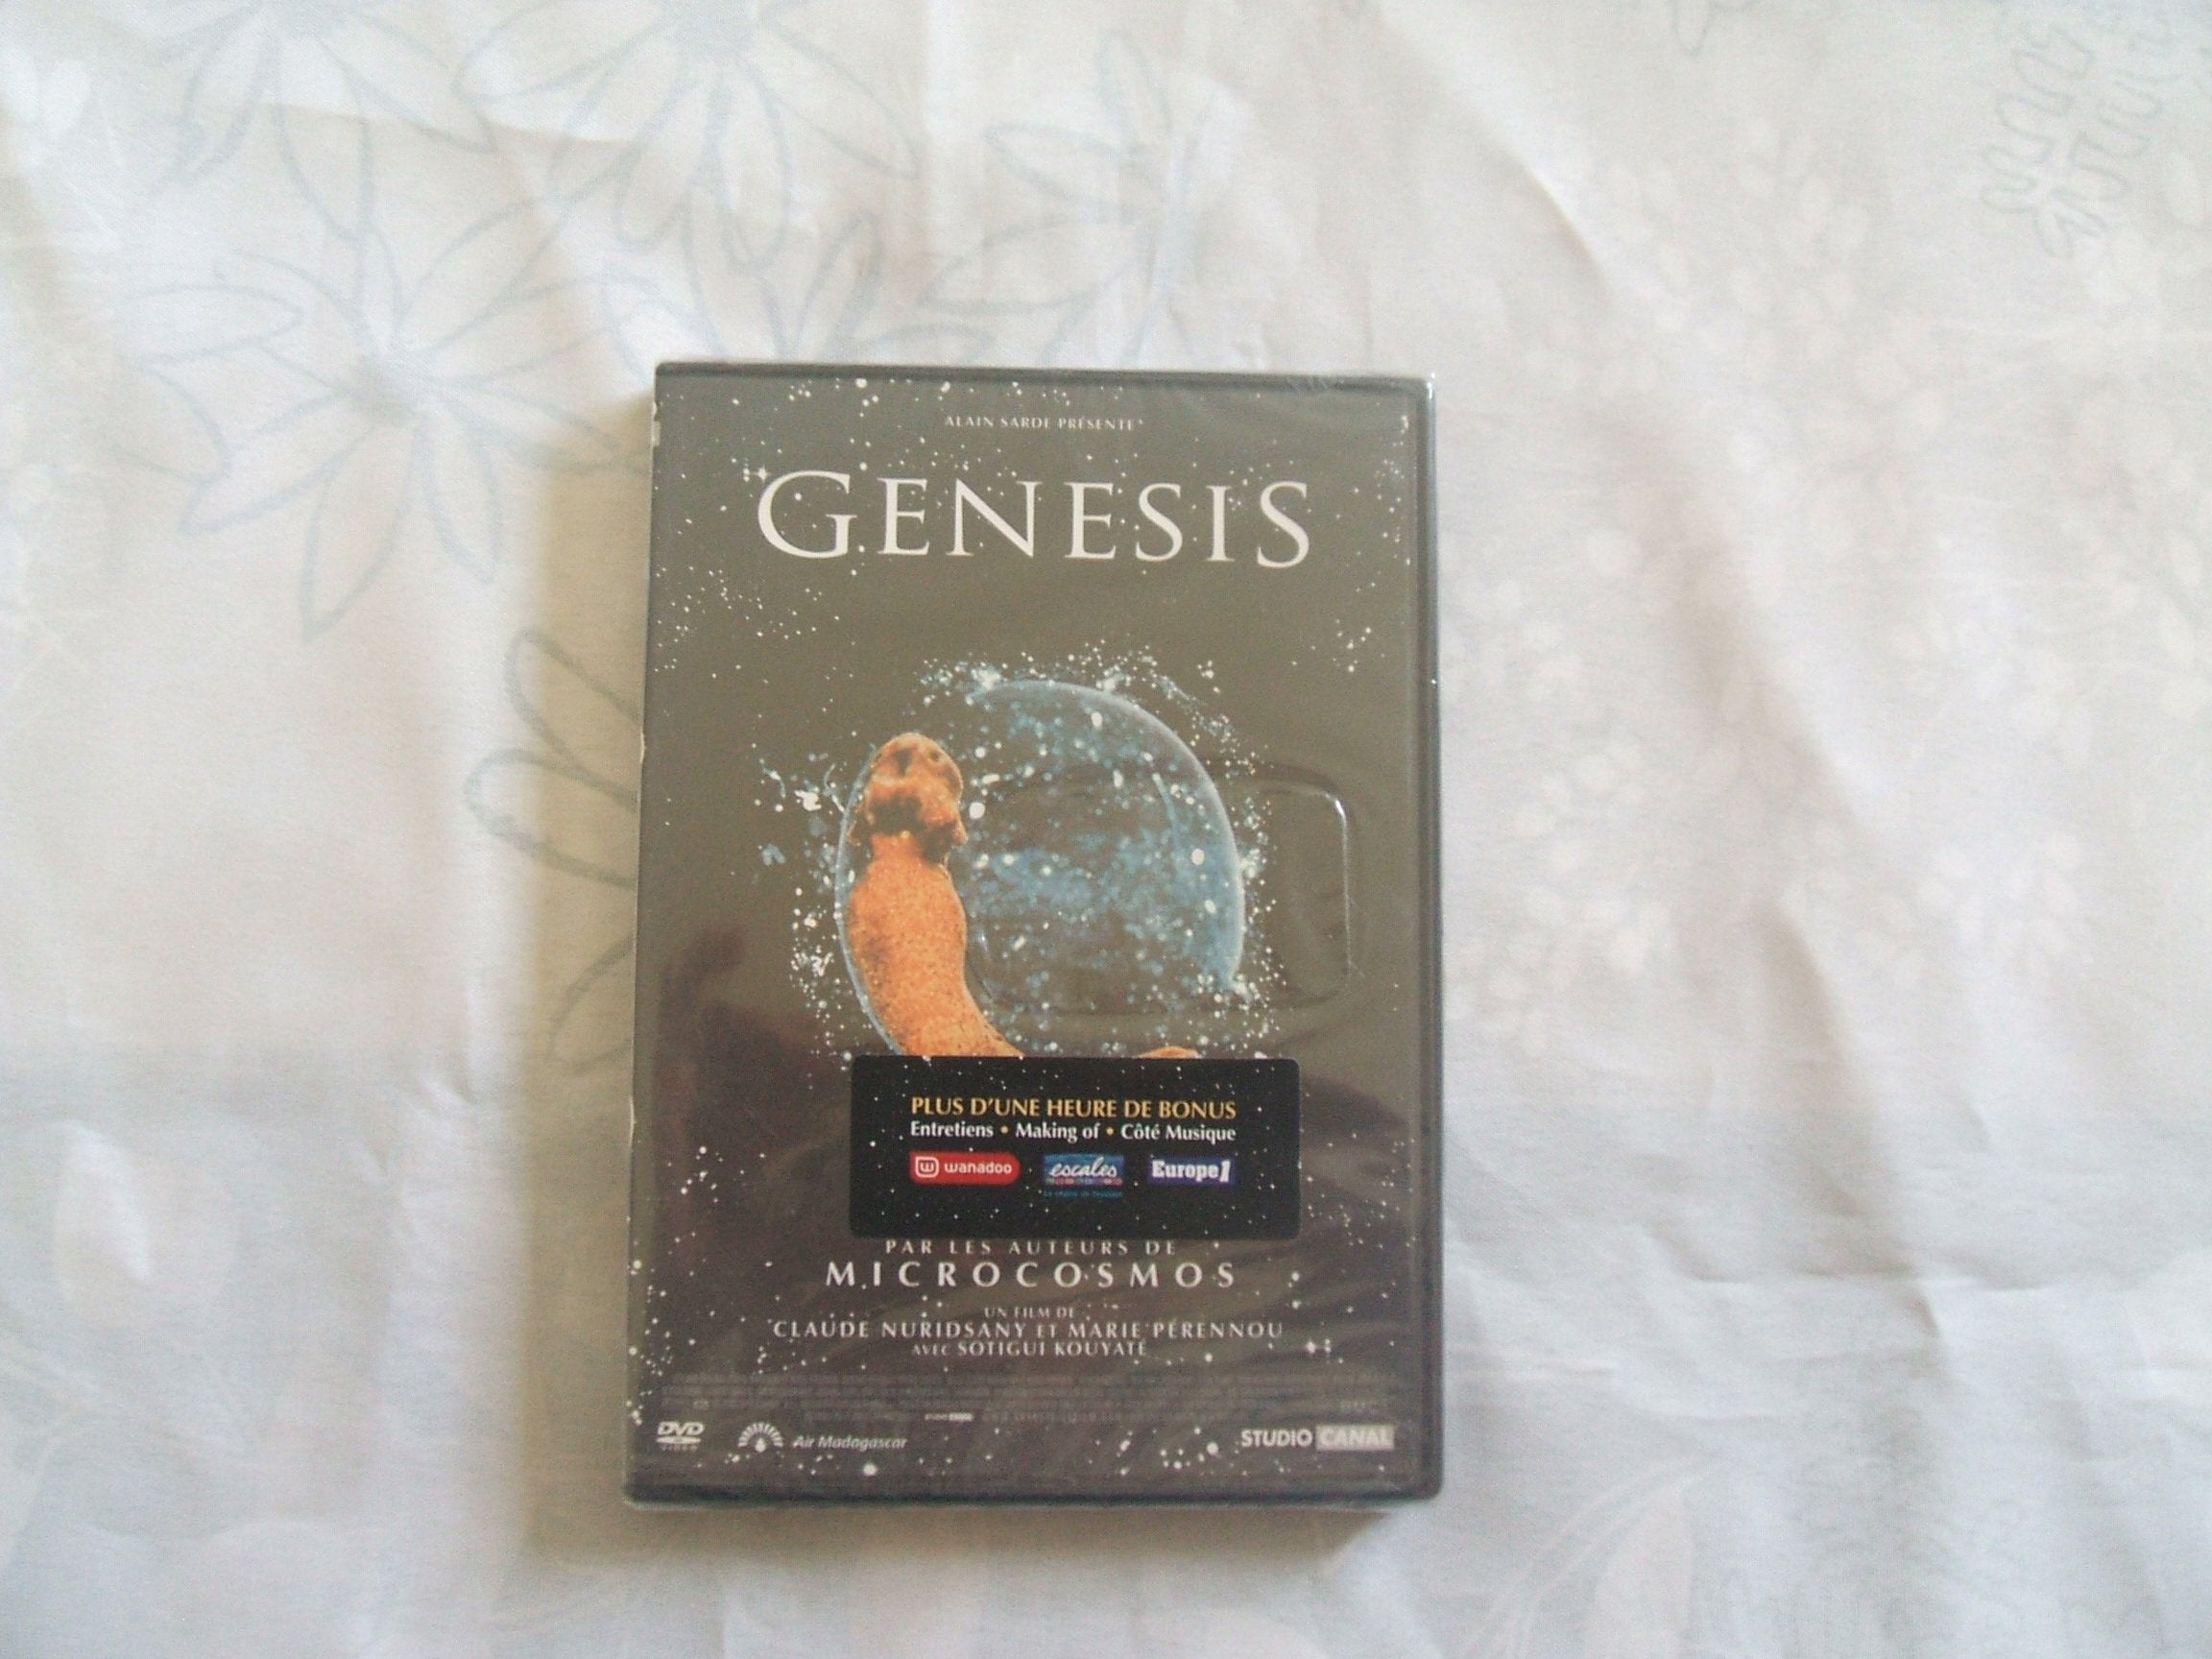 ALAIN SARDE PRÉSENTE
GENESIS
PLUS D'UNE HEURE DE BONUS
Entretiens • Making of • Côté Musique
wanadoo
escales
Europe 1
PAR LES AUTEURS DE
MICROCOSMOS
UN FILM DE
CLAUDE NURIDSANY ET MARIE PÉRENNOU
AVEC SOTIGUI KOUYATÉ
DVD
VIDEO
Air Madagascar
STUDIO CANAL